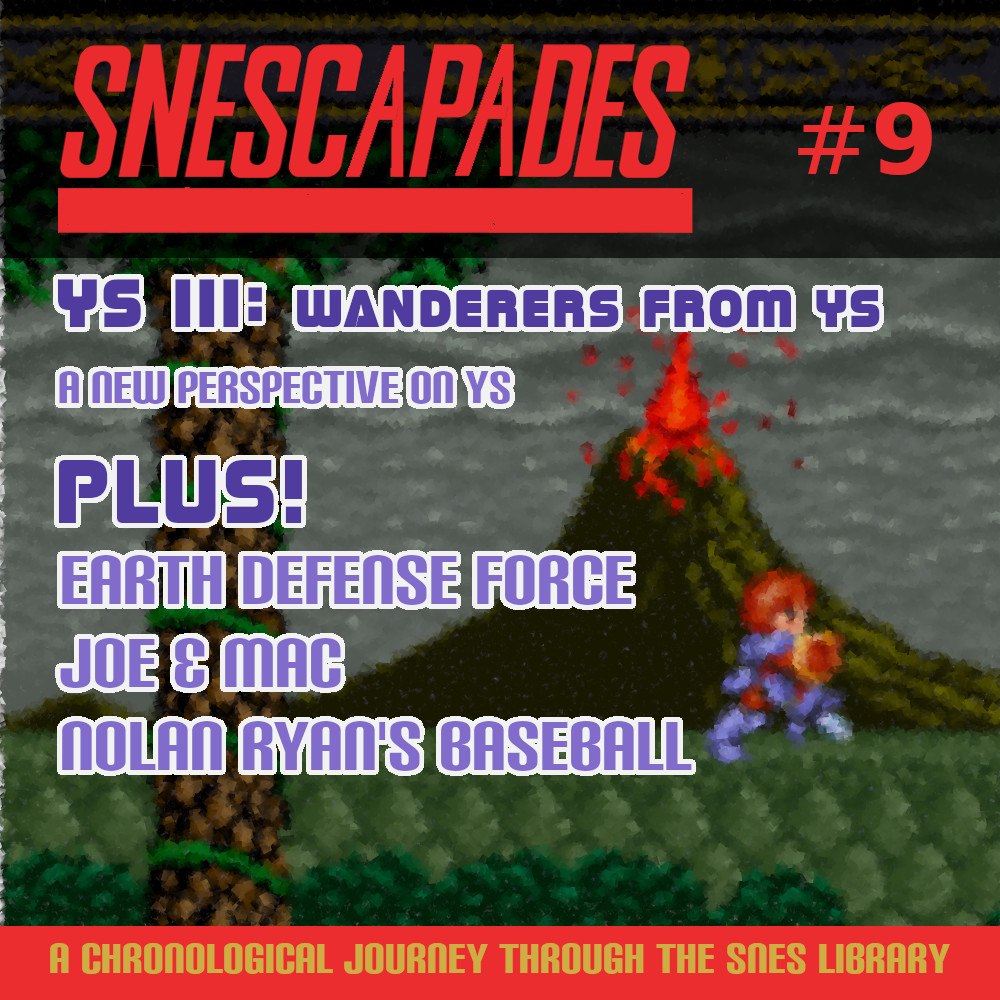 SNESCAPADES
#9
YS III: WANDERERS FROM YS
A NEW PERSPECTIVE ON YS
PLUS!
EARTH DEFENSE FORCE
JOE & MAC
NOLAN RYAN'S BASEBALL
A CHRONOLOGICAL JOURNEY THROUGH THE SNES LIBRARY